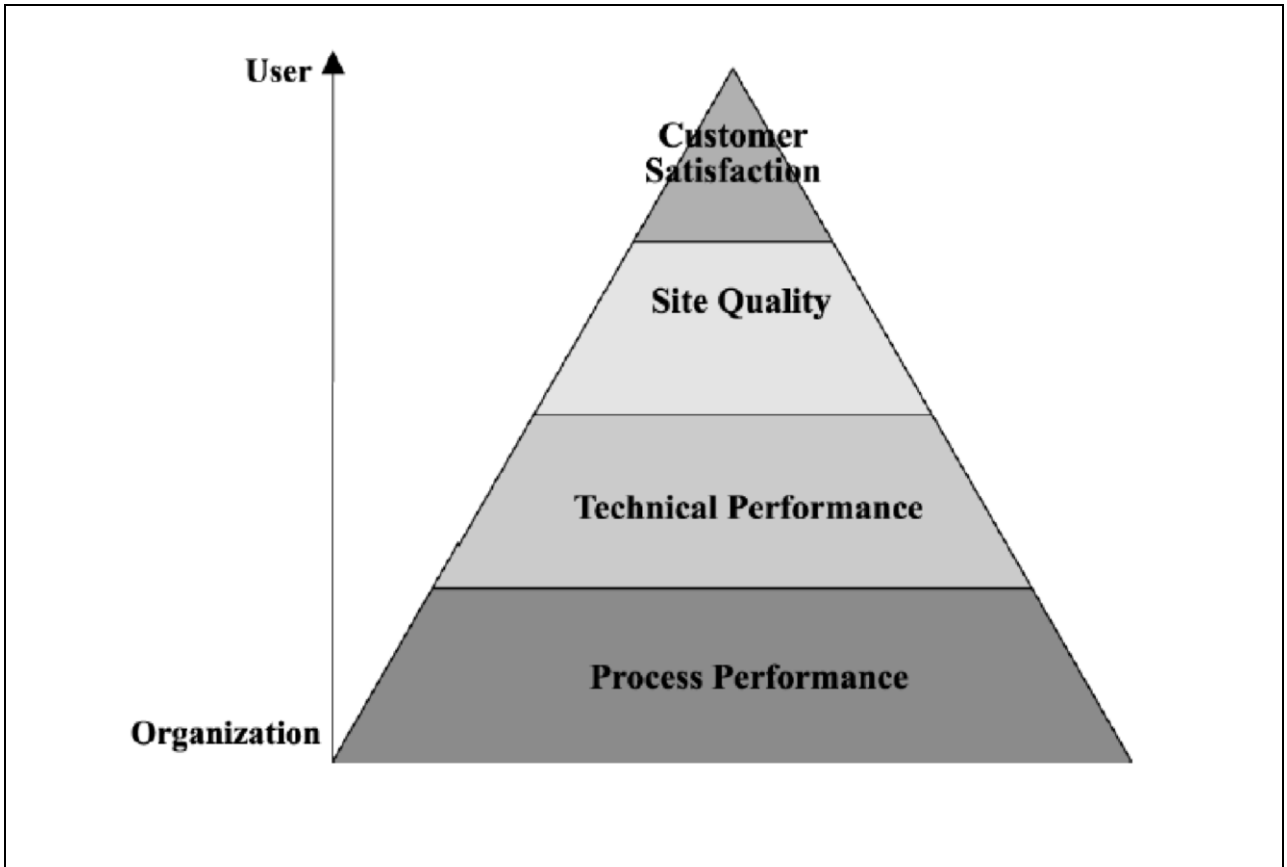 User
Customer
Satisfaction
Site Quality
Technical Performance
Process Performance
Organization